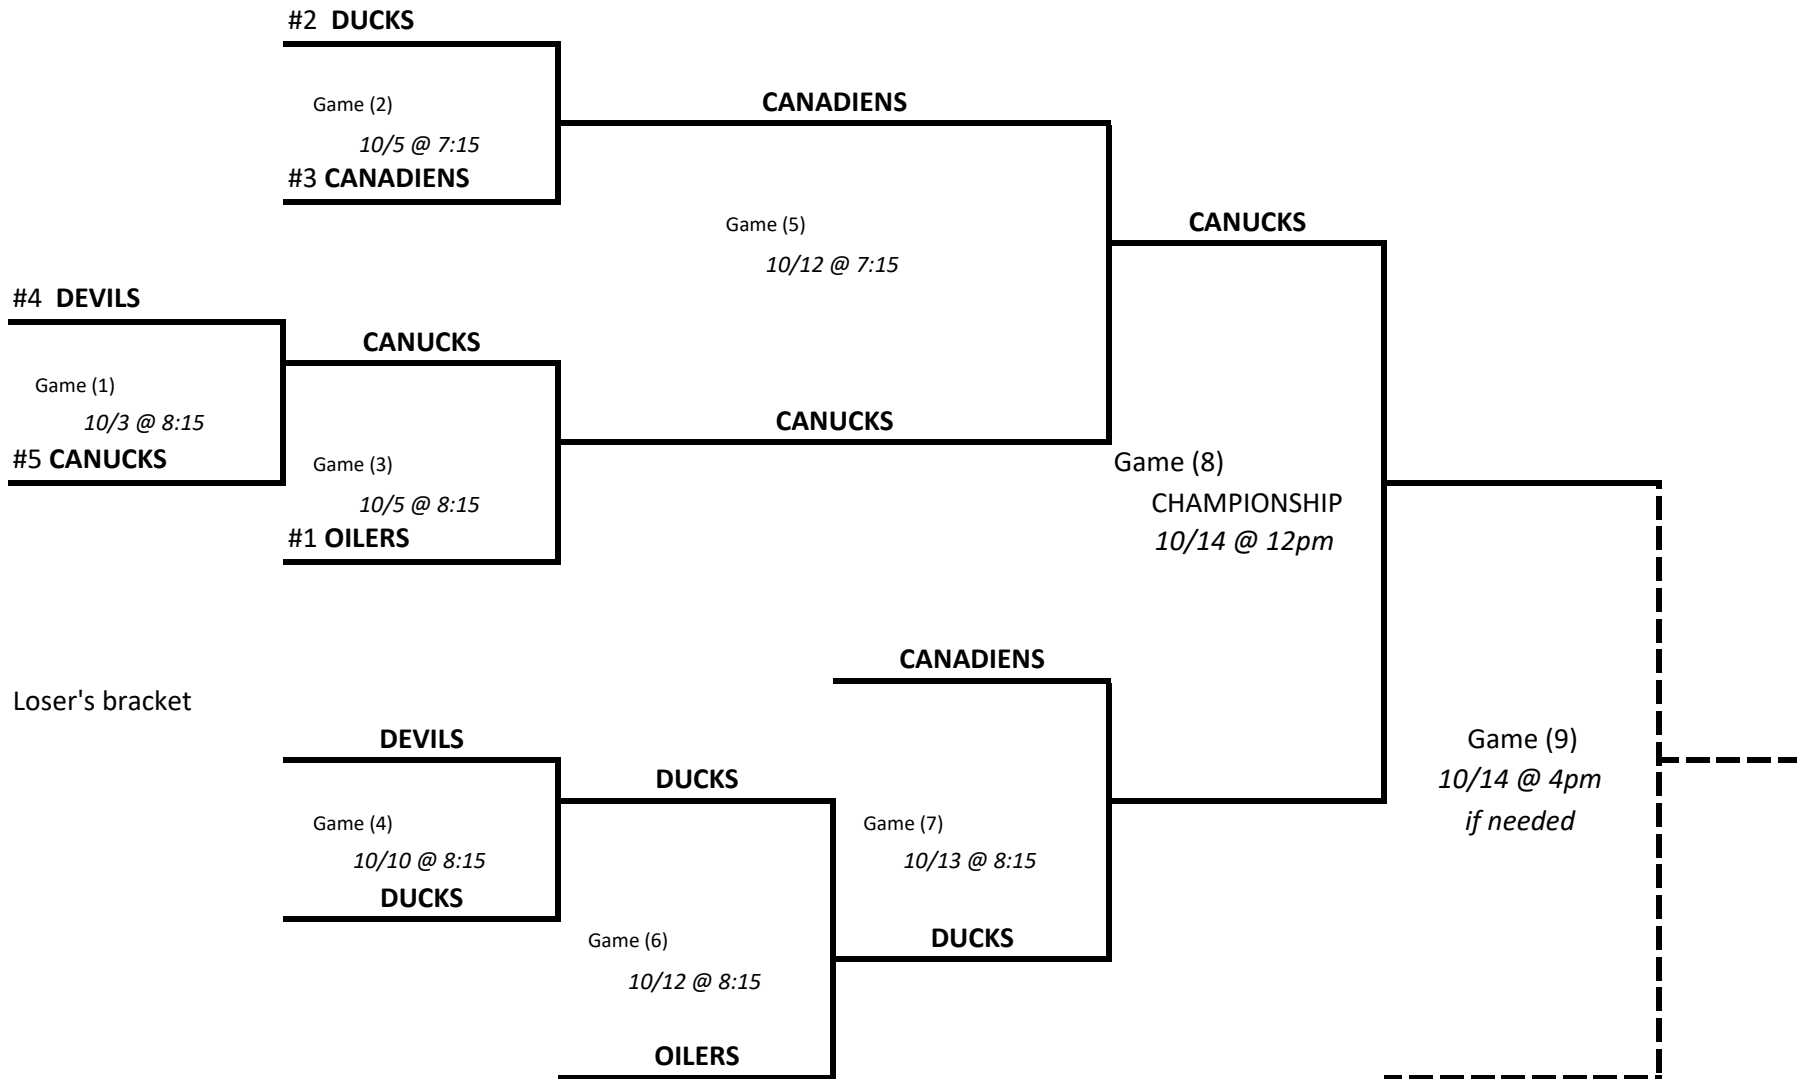 #2 DUCKS
CANADIENS
Game (2)
10/5 @ 7:15
#3 CANADIENS
CANUCKS
Game (5)
10/12 @ 7:15
#4 DEVILS
CANUCKS
Game (1)
10/3 @ 8:15
CANUCKS
#5 CANUCKS
Game (3)
10/5 @ 8:15
#1 OILERS
Game (8)
CHAMPIONSHIP
10/14 @ 12pm
CANADIENS
Loser's bracket
DEVILS
DUCKS
Game (4)
10/10 @ 8:15
DUCKS
Game (7)
10/13 @ 8:15
Game (9)
10/14 @ 4pm
if needed
Game (6)
10/12 @ 8:15
DUCKS
OILERS